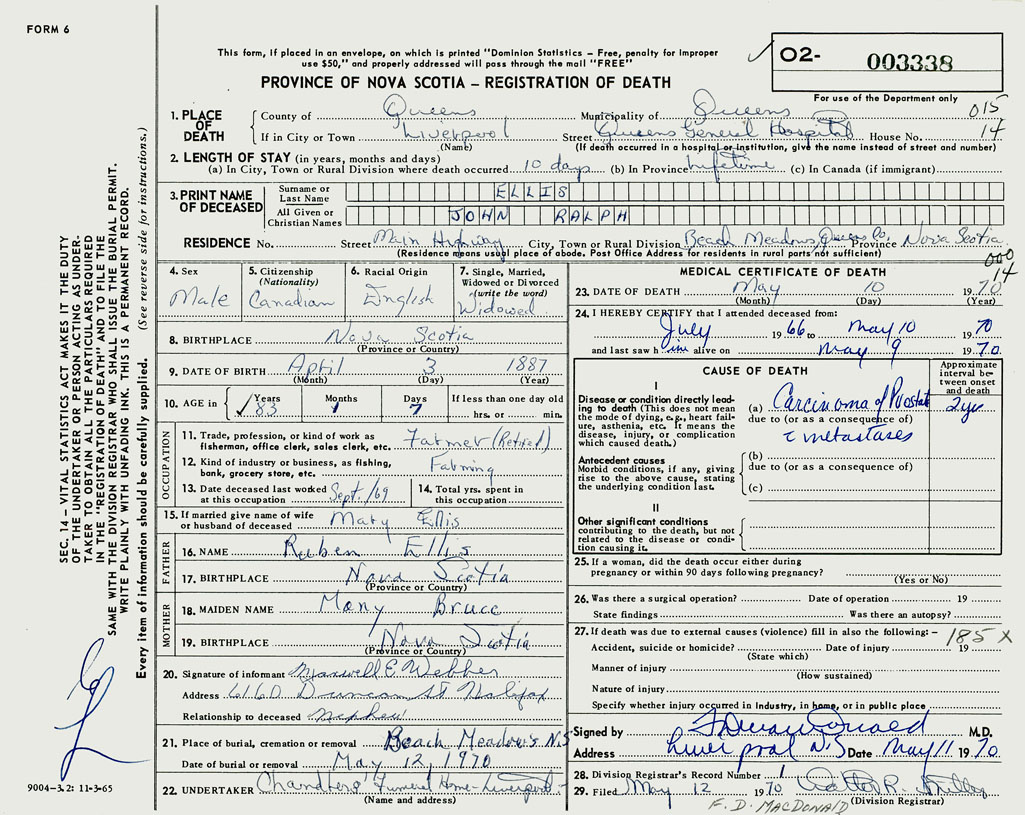 FORM 6
This form, if placed in an envelope, on which is printed "Dominion Statistics – Free, penalty for improper
use $50," and properly addressed will pass through the mail "FREE"
PROVINCE OF NOVA SCOTIA – REGISTRATION OF DEATH
O2- 003338
For use of the Department only
015
14
1. PLACE OF DEATH
County of Queens Municipality of Queens
If in City or Town Liverpool Street Queens General Hospital House No.
(Name) (If death occurred in a hospital or institution, give the name instead of street and number)
2. LENGTH OF STAY (in years, months and days)
(a) In City, Town or Rural Division where death occurred 10 days (b) In Province Lifetime (c) In Canada (if immigrant)
3. PRINT NAME OF DECEASED
Surname or Last Name ELLIS
All Given or Christian Names JOHN RALPH
RESIDENCE No. Street Main Highway City, Town or Rural Division Beach Meadows, Queens Co. Province Nova Scotia
(Residence means usual place of abode. Post Office Address for residents in rural parts not sufficient)
000
14
4. Sex Male
5. Citizenship (Nationality) Canadian
6. Racial Origin English
7. Single, Married, Widowed or Divorced (write the word) Widowed
8. BIRTHPLACE Nova Scotia
(Province or Country)
9. DATE OF BIRTH April 3 1887
(Month) (Day) (Year)
10. AGE in Years 83 Months 1 Days 7 If less than one day old
hrs. or min.
OCCUPATION
11. Trade, profession, or kind of work as
fisherman, office clerk, sales clerk, etc. Farmer (Retired)
12. Kind of industry or business, as fishing,
bank, grocery store, etc. Farming
13. Date deceased last worked at this occupation Sept./69
14. Total yrs. spent in this occupation
15. If married give name of wife
or husband of deceased Mary Ellis
FATHER
16. NAME Ruben Ellis
17. BIRTHPLACE Nova Scotia
(Province or Country)
MOTHER
18. MAIDEN NAME Mary Bruce
19. BIRTHPLACE Nova Scotia
(Province or Country)
20. Signature of informant Maxwell E Webber
Address 6160 Duncan St Halifax
Relationship to deceased Nephew
21. Place of burial, cremation or removal Beach Meadows N.S
Date of burial or removal May 12, 1970
22. UNDERTAKER Chandlers' Funeral Home - Liverpool
(Name and address)
MEDICAL CERTIFICATE OF DEATH
23. DATE OF DEATH May 10 1970
(Month) (Day) (Year)
24. I HEREBY CERTIFY that I attended deceased from:
July 1966 to May 10 1970
and last saw him alive on May 9 1970
CAUSE OF DEATH
Approximate interval between onset and death
I
Disease or condition directly leading to death (This does not mean the mode of dying, e.g., heart failure, asthenia, etc. It means the disease, injury, or complication which caused death.)
(a) Carcinoma of Prostate 2 yrs
due to (or as a consequence of)
c metastases
Antecedent causes
Morbid conditions, if any, giving rise to the above cause, stating the underlying condition last.
(b)
due to (or as a consequence of)
(c)
II
Other significant conditions
contributing to the death, but not related to the disease or condition causing it.
25. If a woman, did the death occur either during
pregnancy or within 90 days following pregnancy?
(Yes or No)
26. Was there a surgical operation? Date of operation 19
State findings Was there an autopsy?
27. If death was due to external causes (violence) fill in also the following: – 185 X
Accident, suicide or homicide? Date of injury 19
(State which)
Manner of injury
(How sustained)
Nature of injury
Specify whether injury occurred in industry, in home, or in public place
Signed by M.D.
Address Liverpool N.S Date May 11 1970
28. Division Registrar's Record Number 1
29. Filed May 12 1970 Walter R.
(Division Registrar)
F. D. MACDONALD
SEC. 14 – VITAL STATISTICS ACT MAKES IT THE DUTY
OF THE UNDERTAKER OR PERSON ACTING AS UNDER-
TAKER TO OBTAIN ALL THE PARTICULARS REQUIRED
IN THE "REGISTRATION OF DEATH" AND TO FILE THE
SAME WITH THE DIVISION REGISTRAR WHO SHALL ISSUE THE BURIAL PERMIT.
WRITE PLAINLY WITH UNFADING INK. THIS IS A PERMANENT RECORD.
Every item of information should be carefully supplied. (See reverse side for instructions.)
9004-3.2: 11-3-65